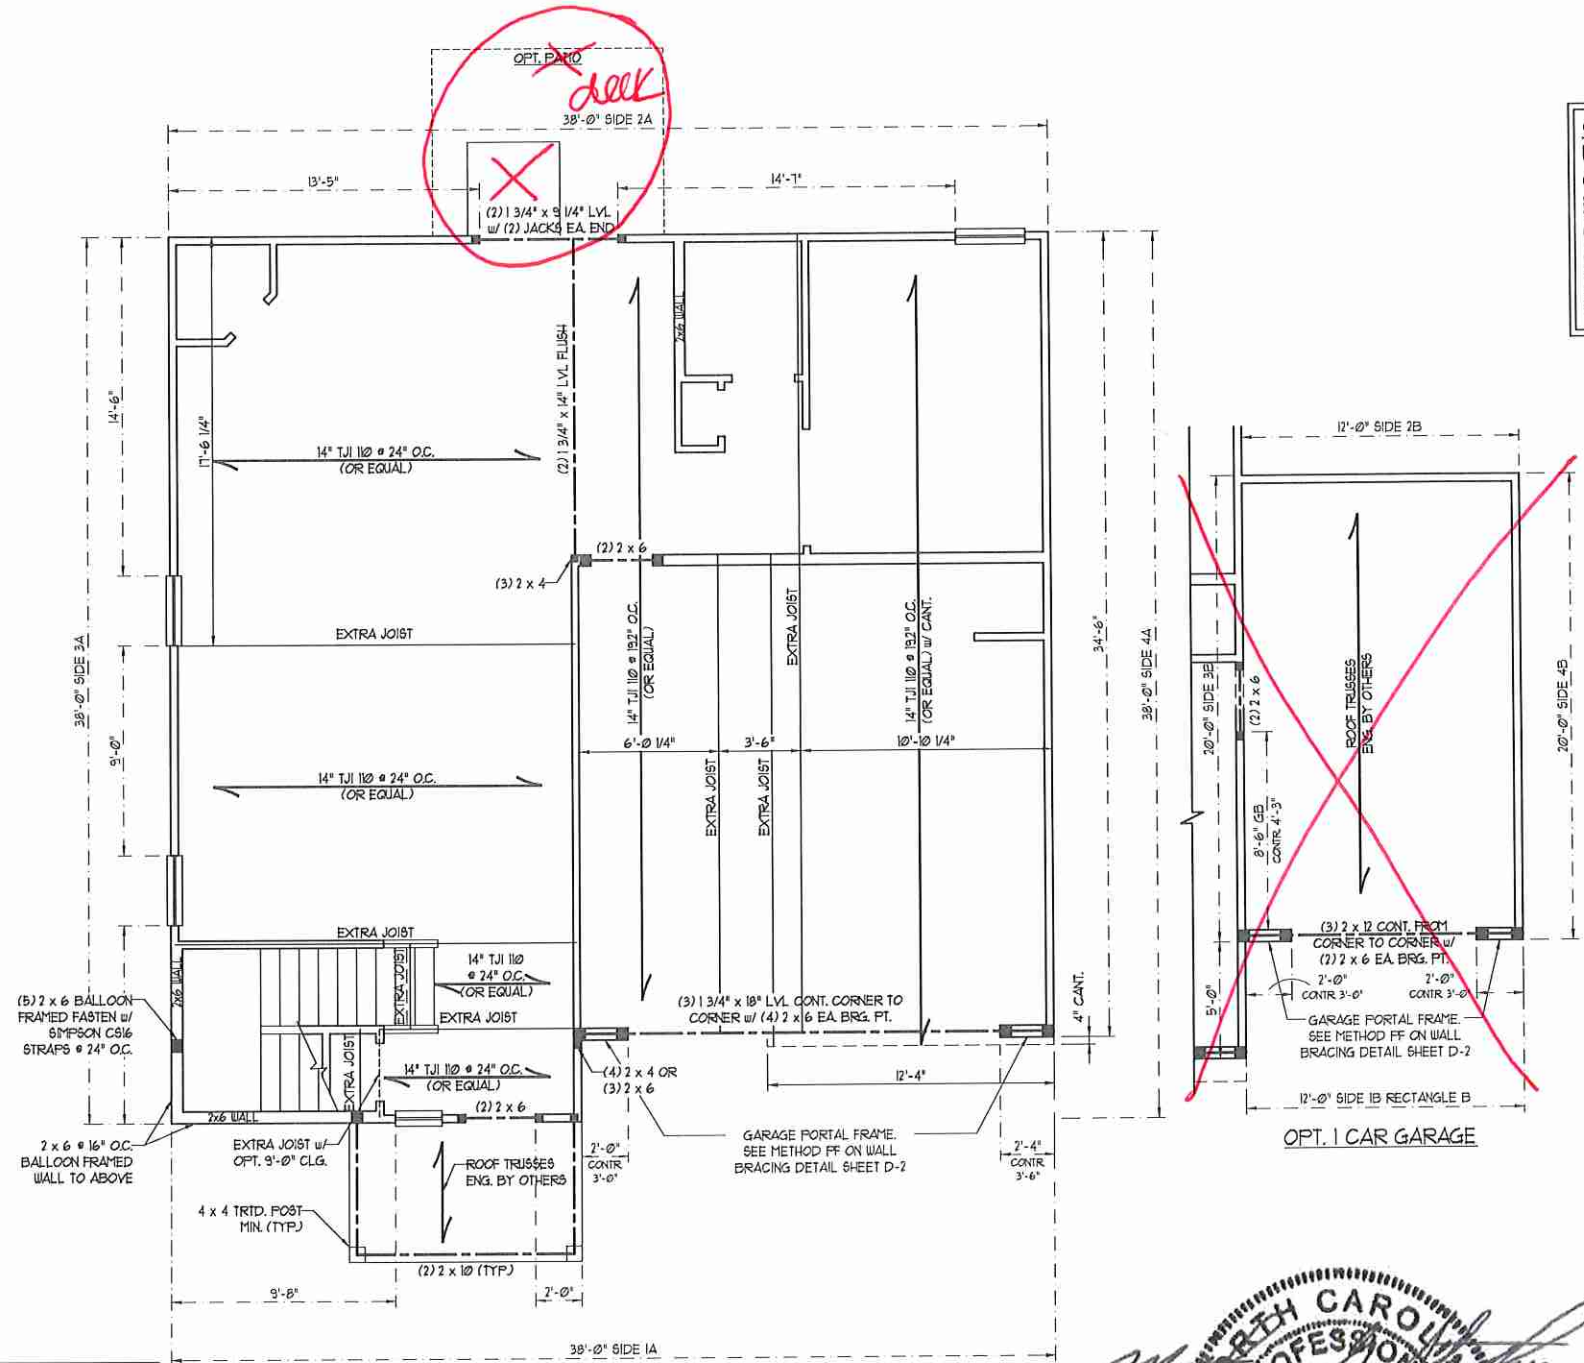 OPT. PATIO
deck
38'-0" SIDE 2A
13'-5"
14'-7"
(2) 1 3/4" x 9 1/4" LVL
w/ (2) JACKS EA. END
2x6 WALL
(2) 1 3/4" x 14" LVL FLUSH
14'-6"
17'-6 1/4"
14" TJI 110 @ 24" O.C.
(OR EQUAL)
(2) 2 x 6
(3) 2 x 4
EXTRA JOIST
38'-0" SIDE 3A
9'-0"
14" TJI 110 @ 19.2" O.C.
(OR EQUAL)
EXTRA JOIST
14" TJI 110 @ 19.2" O.C.
(OR EQUAL) w/ CANT.
34'-6"
38'-0" SIDE 4A
6'-0 1/4"
3'-6"
10'-10 1/4"
EXTRA JOIST
EXTRA JOIST
14" TJI 110 @ 24" O.C.
(OR EQUAL)
EXTRA JOIST
2x6 WALL
EXTRA JOIST
14" TJI 110
@ 24" O.C.
(OR EQUAL)
EXTRA JOIST
(5) 2 x 6 BALLOON
FRAMED FASTEN w/
SIMPSON CS16
STRAPS @ 24" O.C.
(3) 1 3/4" x 18" LVL CONT. CORNER TO
CORNER w/ (4) 2 x 6 EA. BRG. PT.
4" CANT.
EXTRA JOIST
14" TJI 110 @ 24" O.C.
(OR EQUAL)
(4) 2 x 4 OR
(3) 2 x 6
12'-4"
2x6 WALL
(2) 2 x 6
2 x 6 @ 16" O.C.
BALLOON FRAMED
WALL TO ABOVE
EXTRA JOIST w/
OPT. 9'-0" CLG.
ROOF TRUSSES
ENG. BY OTHERS
2'-0"
CONTR
3'-0"
GARAGE PORTAL FRAME.
SEE METHOD PF ON WALL
BRACING DETAIL SHEET D-2
2'-4"
CONTR
3'-6"
4 x 4 TRTD. POST
MIN. (TYP.)
(2) 2 x 10 (TYP.)
9'-8"
2'-0"
38'-0" SIDE 1A
12'-0" SIDE 2B
20'-0" SIDE 3B
(2) 2 x 6
ROOF TRUSSES
ENG. BY OTHERS
20'-0" SIDE 4B
8'-6" GB
CONTR. 4'-3"
(3) 2 x 12 CONT. FROM
CORNER TO CORNER w/
(2) 2 x 6 EA. BRG. PT.
2'-0"
CONTR 3'-0"
2'-0"
CONTR 3'-0"
5'-0"
GARAGE PORTAL FRAME.
SEE METHOD PF ON WALL
BRACING DETAIL SHEET D-2
12'-0" SIDE 1B RECTANGLE B
OPT. 1 CAR GARAGE
RTH CAROL
OFESSIO